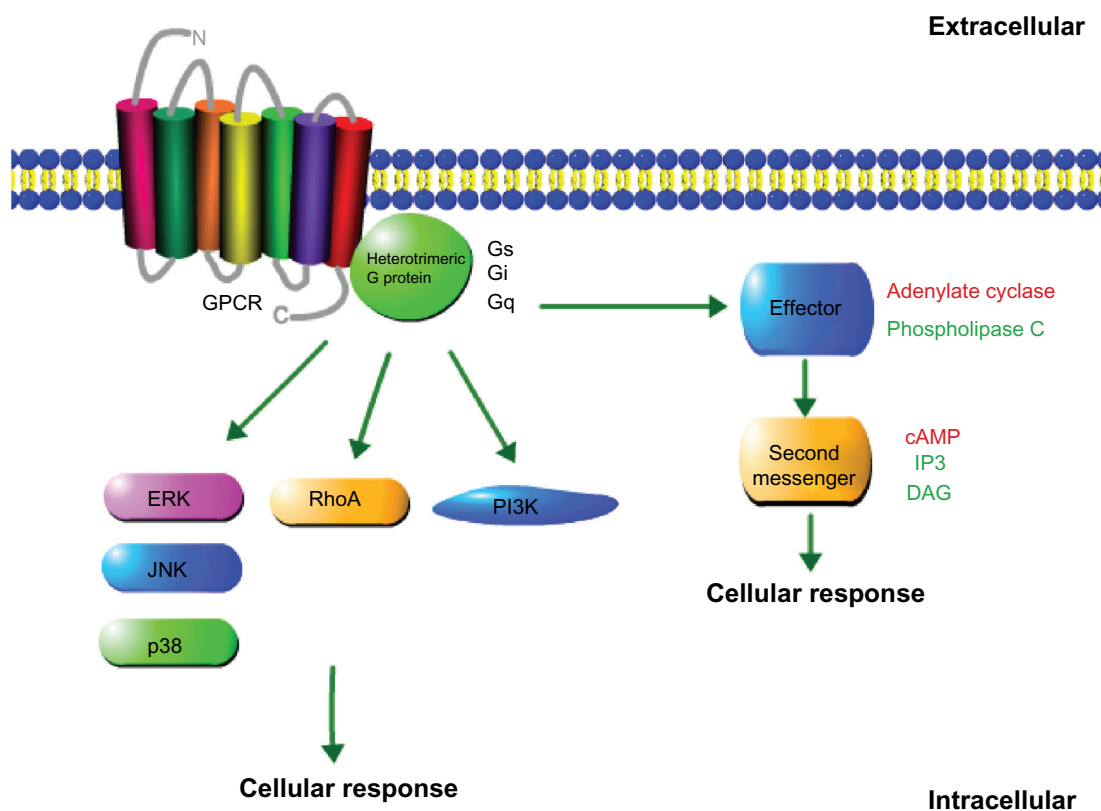 Extracellular
N
Heterotrimeric
G protein
Gs
Gi
Gq
GPCR
C
Effector
Adenylate cyclase
Phospholipase C
Second
messenger
cAMP
IP3
DAG
Cellular response
ERK
RhoA
PI3K
JNK
p38
Cellular response
Intracellular